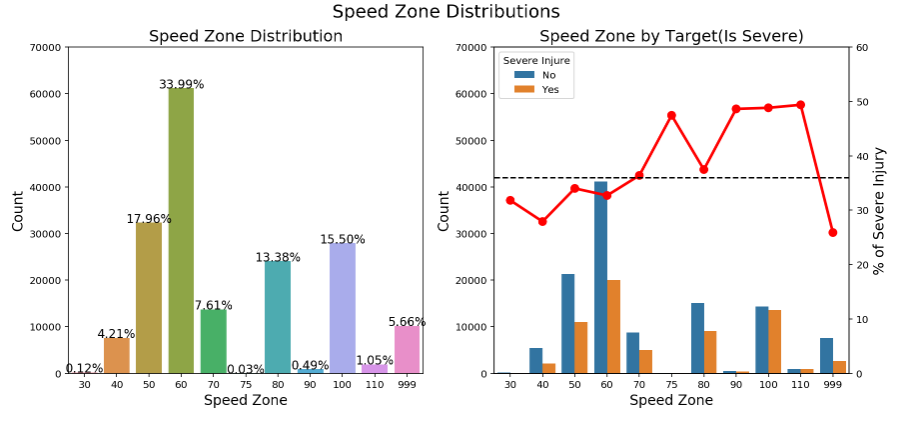 Speed Zone Distributions
Speed Zone Distribution
70000
60000
50000
40000
30000
20000
10000
0
Count
0.12%
4.21%
17.96%
33.99%
7.61%
0.03%
13.38%
0.49%
15.50%
1.05%
5.66%
30 40 50 60 70 75 80 90 100 110 999
Speed Zone
Speed Zone by Target(Is Severe)
Severe Injure
No
Yes
70000
60000
50000
40000
30000
20000
10000
0
Count
60
50
40
30
20
10
0
% of Severe Injury
30 40 50 60 70 75 80 90 100 110 999
Speed Zone